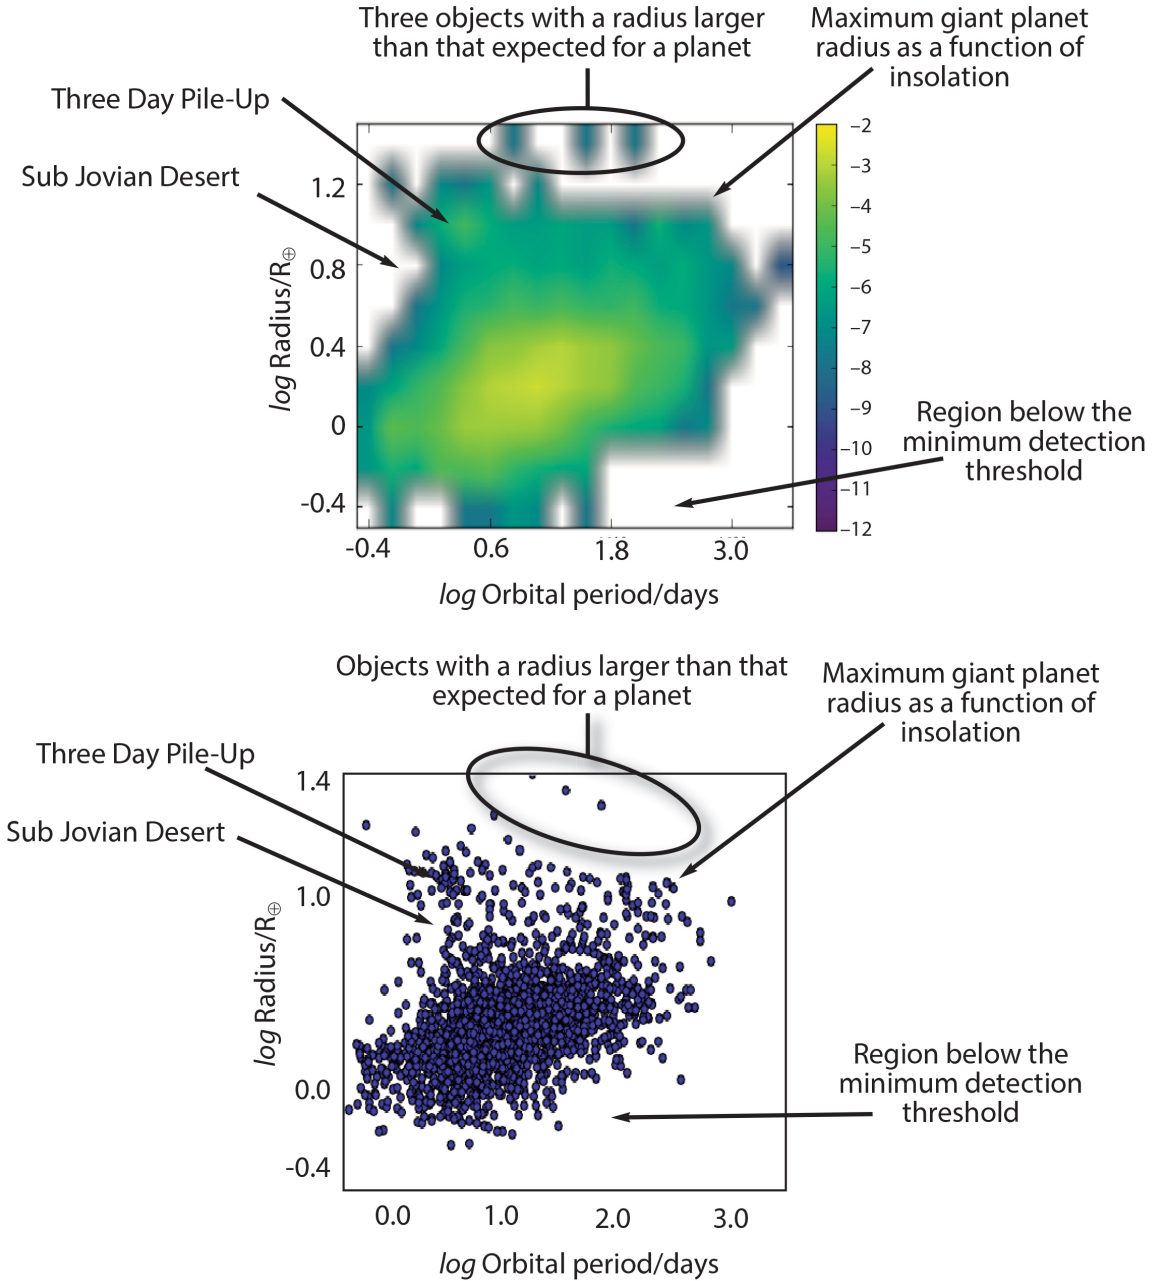 Three objects with a radius larger
than that expected for a planet
Maximum giant planet
radius as a function of
insolation
Three Day Pile-Up
Sub Jovian Desert
log Radius/R⊕
1.2
0.8
0.4
0
-0.4
-0.4
0.6
1.8
3.0
log Orbital period/days
–2
–3
–4
–5
–6
–7
–8
–9
–10
–11
–12
Region below the
minimum detection
threshold
Objects with a radius larger than that
expected for a planet
Maximum giant planet
radius as a function of
insolation
Three Day Pile-Up
Sub Jovian Desert
log Radius/R⊕
1.4
1.0
0.0
-0.4
0.0
1.0
2.0
3.0
log Orbital period/days
Region below the
minimum detection
threshold